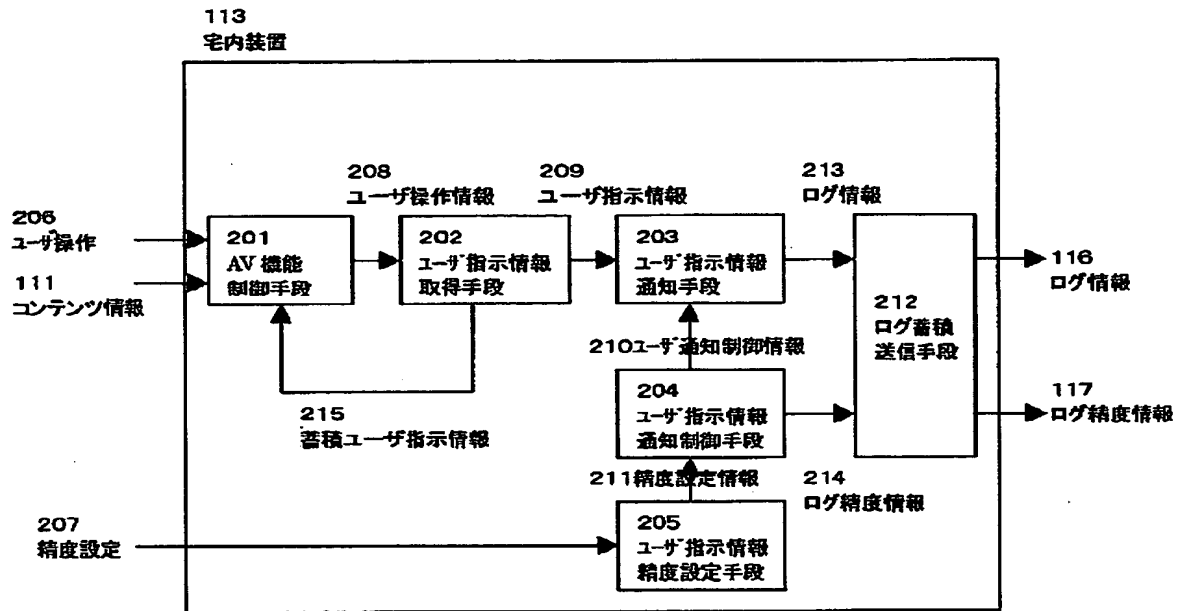 113
宅内装置
208
ユーザ操作情報
209
ユーザ指示情報
213
ログ情報
206
ユーザ操作
111
コンテンツ情報
201
AV 機能
制御手段
202
ユーザ指示情報
取得手段
203
ユーザ指示情報
通知手段
212
ログ蓄積
送信手段
116
ログ情報
210ユーザ通知制御情報
204
ユーザ指示情報
通知制御手段
117
ログ精度情報
215
蓄積ユーザ指示情報
211精度設定情報
214
ログ精度情報
207
精度設定
205
ユーザ指示情報
精度設定手段